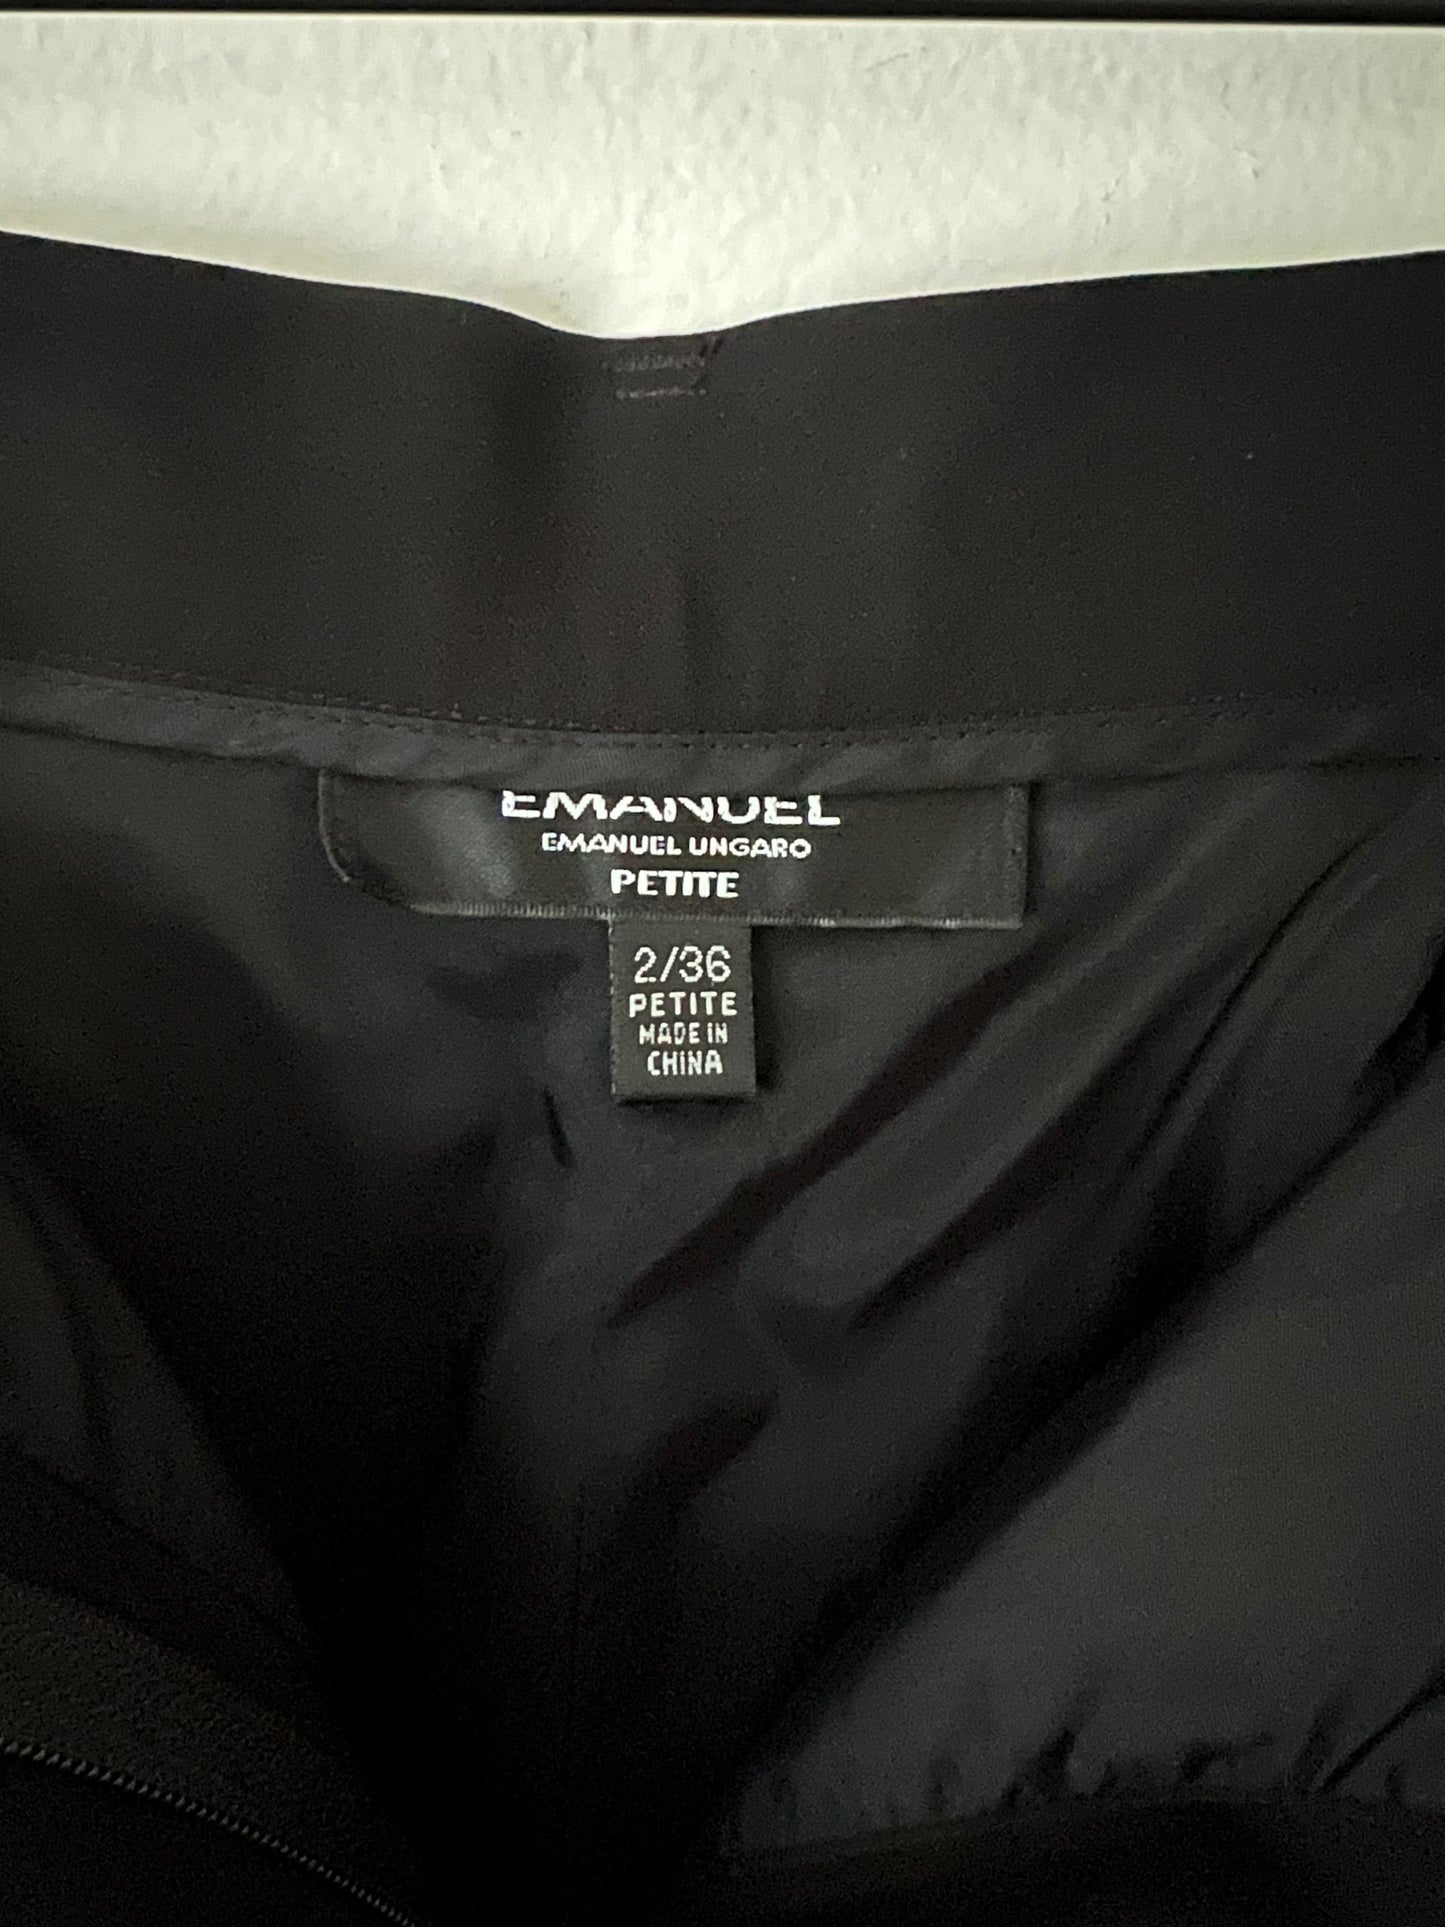 EMANUEL
EMANUEL UNGARO
PETITE
2/36
PETITE
MADE IN
CHINA